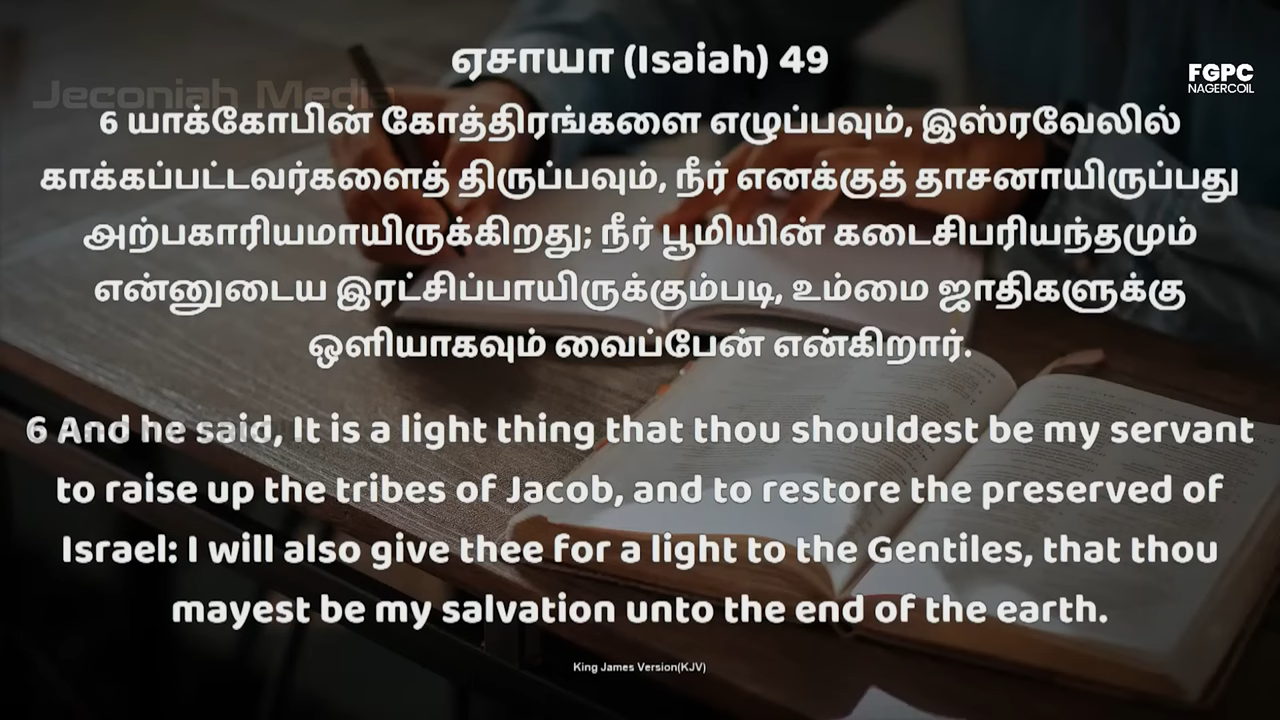 ஏசாயா (Isaiah) 49
Jeconiah Media
FGPC
NAGERCOIL
6 யாக்கோபின் கோத்திரங்களை எழுப்பவும், இஸ்ரவேலில்
காக்கப்பட்டவர்களைத் திருப்பவும், நீர் எனக்குத் தாசனாயிருப்பது
அற்பகாரியமாயிருக்கிறது; நீர் பூமியின் கடைசிபரியந்தமும்
என்னுடைய இரட்சிப்பாயிருக்கும்படி, உம்மை ஜாதிகளுக்கு
ஒளியாகவும் வைப்பேன் என்கிறார்.
6 And he said, It is a light thing that thou shouldest be my servant
to raise up the tribes of Jacob, and to restore the preserved of
Israel: I will also give thee for a light to the Gentiles, that thou
mayest be my salvation unto the end of the earth.
King James Version(KJV)